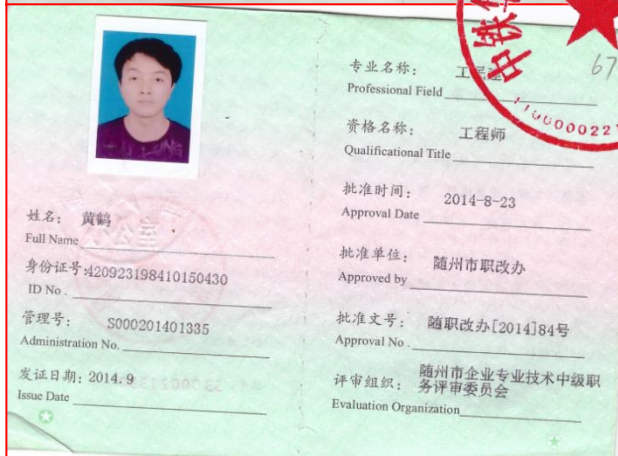 姓名： 黄鹤
Full Name
身份证号:420923198410150430
ID No.
管理号： S000201401335
Administration No.
发证日期：2014.9
Issue Date
专业名称：
Professional Field
资格名称： 工程师
Qualificational Title
批准时间： 2014-8-23
Approval Date
批准单位： 随州市职改办
Approved by
批准文号： 随职改办[2014]84号
Approval No.
评审组织： 随州市企业专业技术中级职
务评审委员会
Evaluation Organization
中铁
67